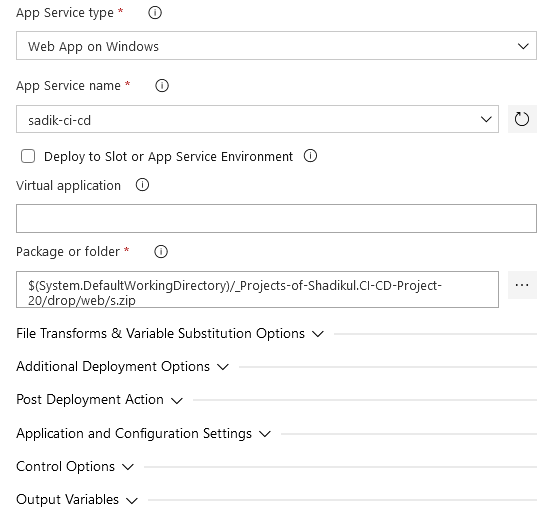 App Service type *
Web App on Windows
App Service name *
sadik-ci-cd
Deploy to Slot or App Service Environment
Virtual application
Package or folder *
$(System.DefaultWorkingDirectory)/_Projects-of-Shadikul.CI-CD-Project-
20/drop/web/s.zip
File Transforms & Variable Substitution Options
Additional Deployment Options
Post Deployment Action
Application and Configuration Settings
Control Options
Output Variables